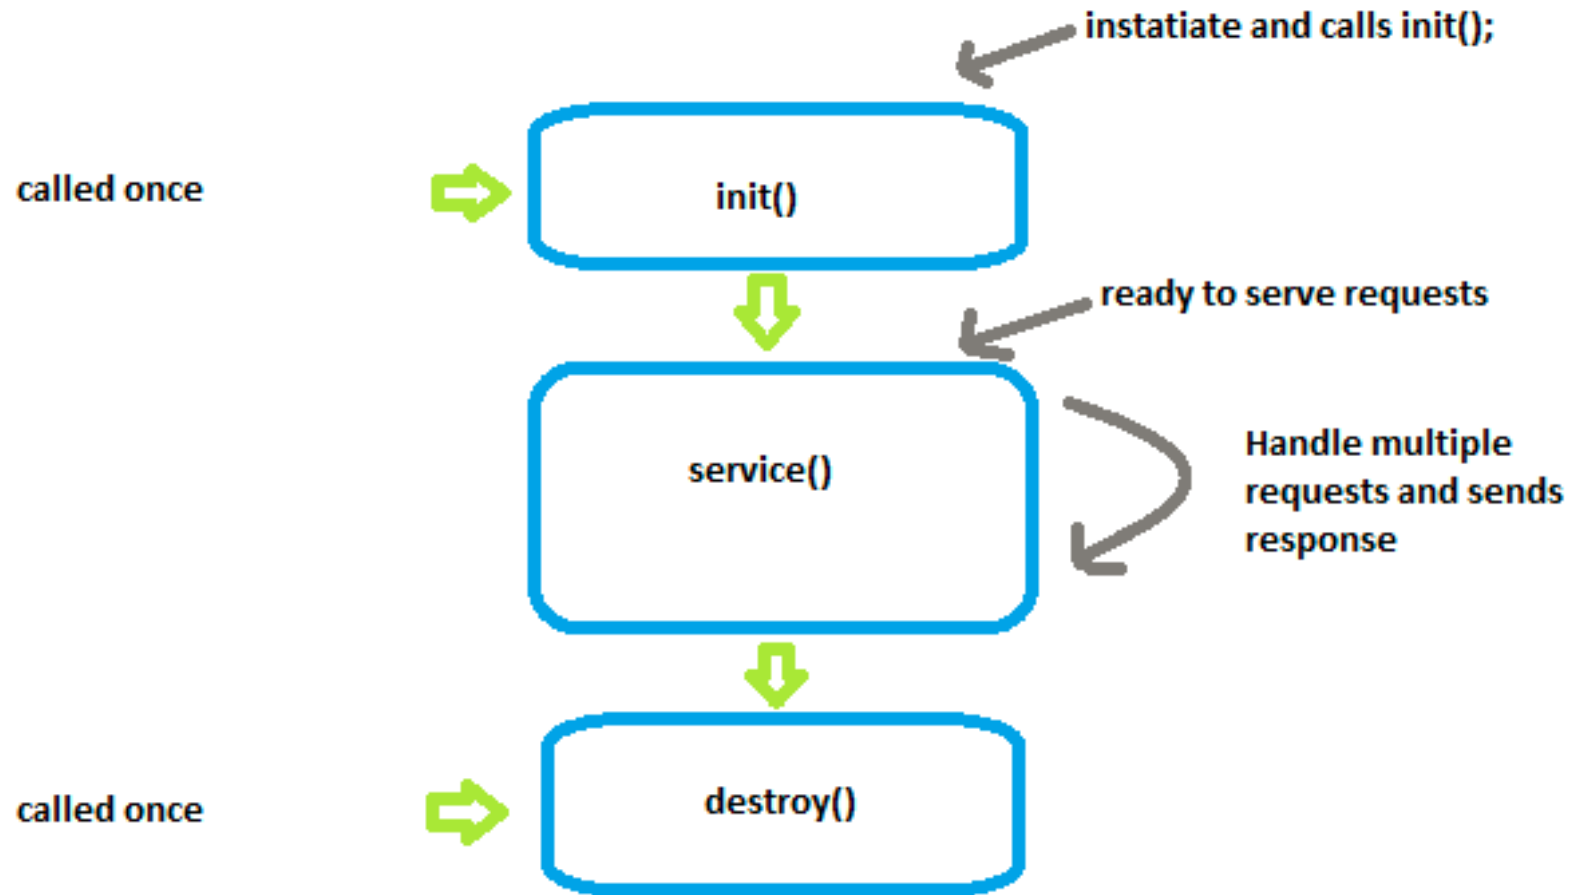 instatiate and calls init();
called once
init()
ready to serve requests
service()
Handle multiple
requests and sends
response
called once
destroy()